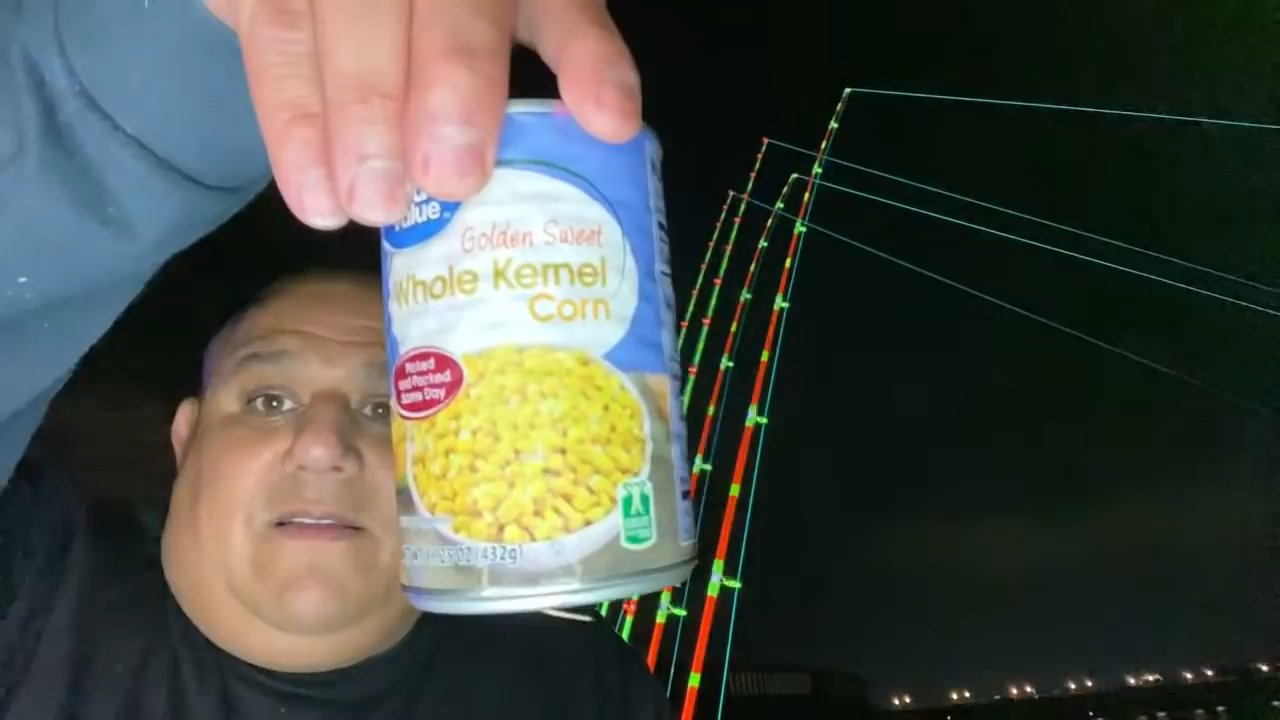 Value
Golden Sweet
Whole Kernel
Corn
Picked
and Packed
Same Day
(432g)